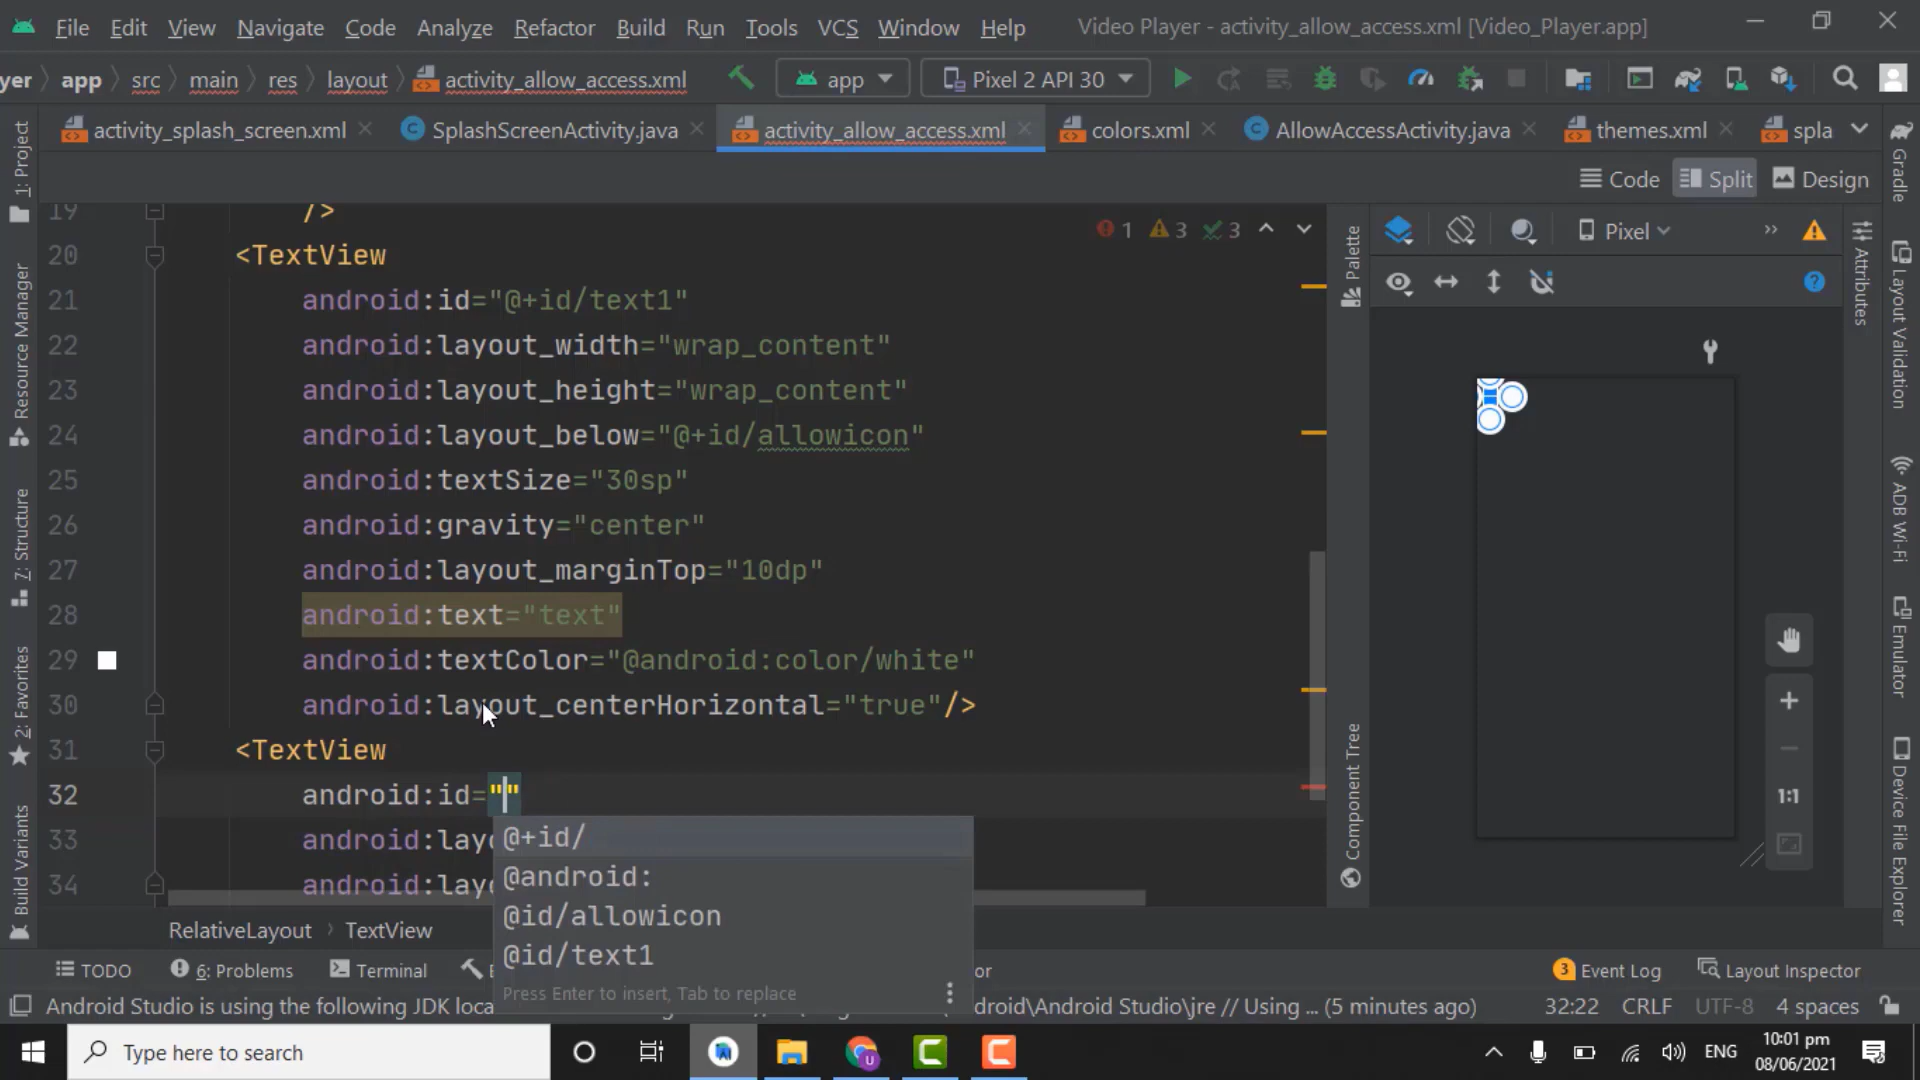 File Edit View Navigate Code Analyze Refactor Build Run Tools VCS Window Help Video Player - activity_allow_access.xml [Video_Player.app]
yer app src main res layout activity_allow_access.xml app Pixel 2 API 30
activity_splash_screen.xml SplashScreenActivity.java activity_allow_access.xml colors.xml AllowAccessActivity.java themes.xml spla
Code Split Design
1: Project
Resource Manager
7: Structure
2: Favorites
Build Variants
1 3 3
19 />
20 <TextView
21 android:id="@+id/text1"
22 android:layout_width="wrap_content"
23 android:layout_height="wrap_content"
24 android:layout_below="@+id/allowicon"
25 android:textSize="30sp"
26 android:gravity="center"
27 android:layout_marginTop="10dp"
28 android:text="text"
29 android:textColor="@android:color/white"
30 android:layout_centerHorizontal="true"/>
31 <TextView
32 android:id=""
33 android:layo
34 android:layo
@+id/
@android:
@id/allowicon
@id/text1
Press Enter to insert, Tab to replace
Palette
Component Tree
Pixel
1:1
Attributes
Gradle
Layout Validation
ADB Wi-Fi
Emulator
Device File Explorer
RelativeLayout TextView
TODO 6: Problems Terminal or 3 Event Log Layout Inspector
Android Studio is using the following JDK loca droid\Android Studio\jre // Using ... (5 minutes ago) 32:22 CRLF UTF-8 4 spaces
Type here to search ENG 10:01 pm
08/06/2021